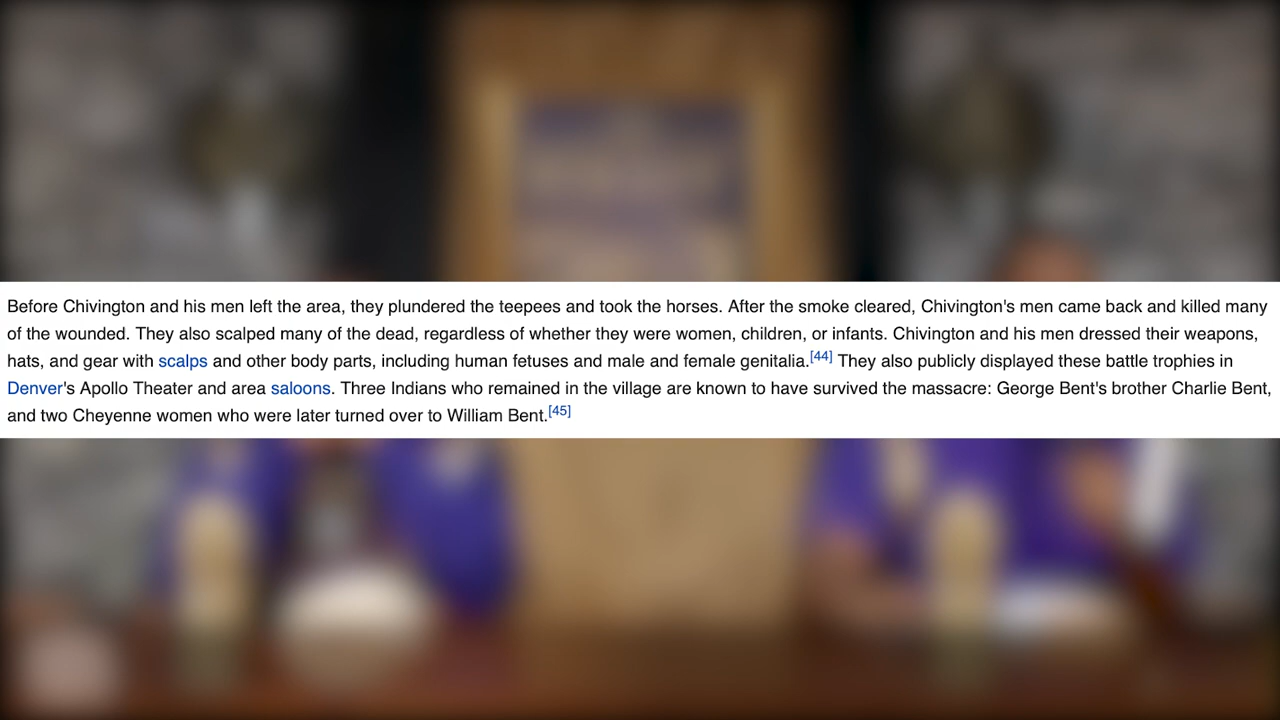 Before Chivington and his men left the area, they plundered the teepees and took the horses. After the smoke cleared, Chivington's men came back and killed many
of the wounded. They also scalped many of the dead, regardless of whether they were women, children, or infants. Chivington and his men dressed their weapons,
hats, and gear with scalps and other body parts, including human fetuses and male and female genitalia.[44] They also publicly displayed these battle trophies in
Denver's Apollo Theater and area saloons. Three Indians who remained in the village are known to have survived the massacre: George Bent's brother Charlie Bent,
and two Cheyenne women who were later turned over to William Bent.[45]